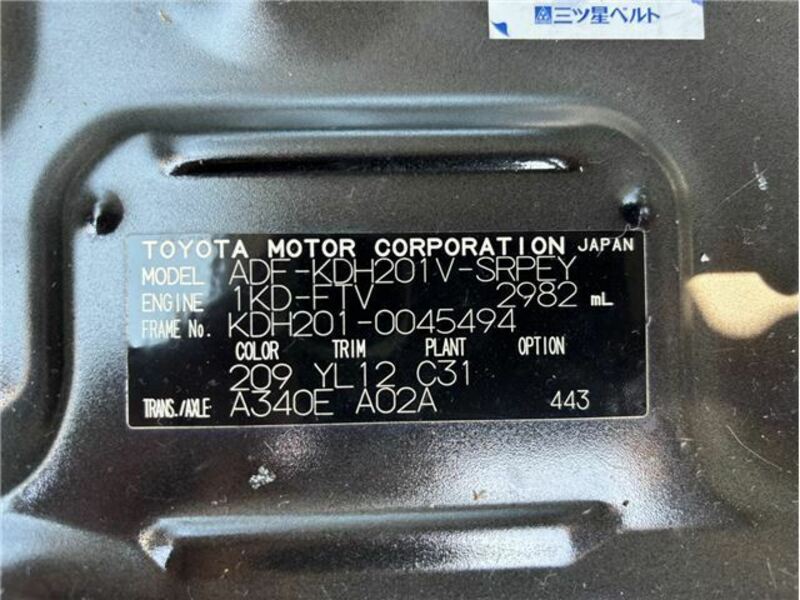 三ツ星ベルト
TOYOTA MOTOR CORPORATION JAPAN
MODEL ADF-KDH201V-SRPEY
ENGINE 1KD-FTV 2982 mL
FRAME No. KDH201-0045494
COLOR TRIM PLANT OPTION
209 YL12 C31
TRANS./AXLE A340E A02A 443